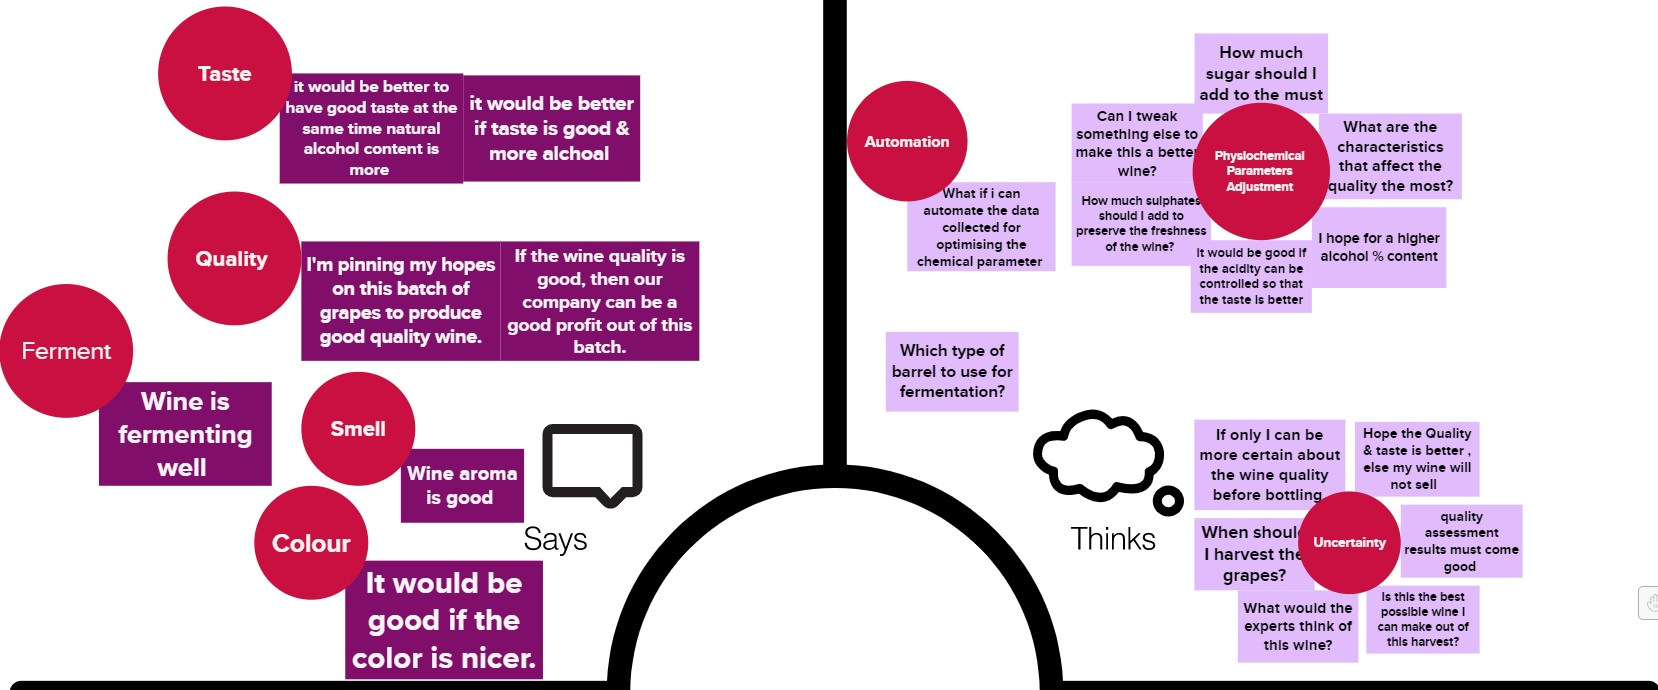 Taste
it would be better to
have good taste at the
same time natural
alcohol content is
more
it would be better
if taste is good &
more alchoal
Quality
I'm pinning my hopes
on this batch of
grapes to produce
good quality wine.
If the wine quality is
good, then our
company can be a
good profit out of this
batch.
Ferment
Wine is
fermenting
well
Smell
Wine aroma
is good
Colour
It would be
good if the
color is nicer.
Says
Automation
What if i can
automate the data
collected for
optimising the
chemical parameter
How much
sugar should I
add to the must
Can I tweak
something else to
make this a better
wine?
Physiochemical
Parameters
Adjustment
What are the
characteristics
that affect the
quality the most?
How much sulphates
should I add to
preserve the freshness
of the wine?
I hope for a higher
alcohol % content
It would be good if
the acidity can be
controlled so that
the taste is better
Which type of
barrel to use for
fermentation?
Thinks
If only I can be
more certain about
the wine quality
before bottling
Hope the Quality
& taste is better ,
else my wine will
not sell
When shoul
I harvest the
grapes?
Uncertainty
quality
assessment
results must come
good
What would the
experts think of
this wine?
Is this the best
possible wine I
can make out of
this harvest?